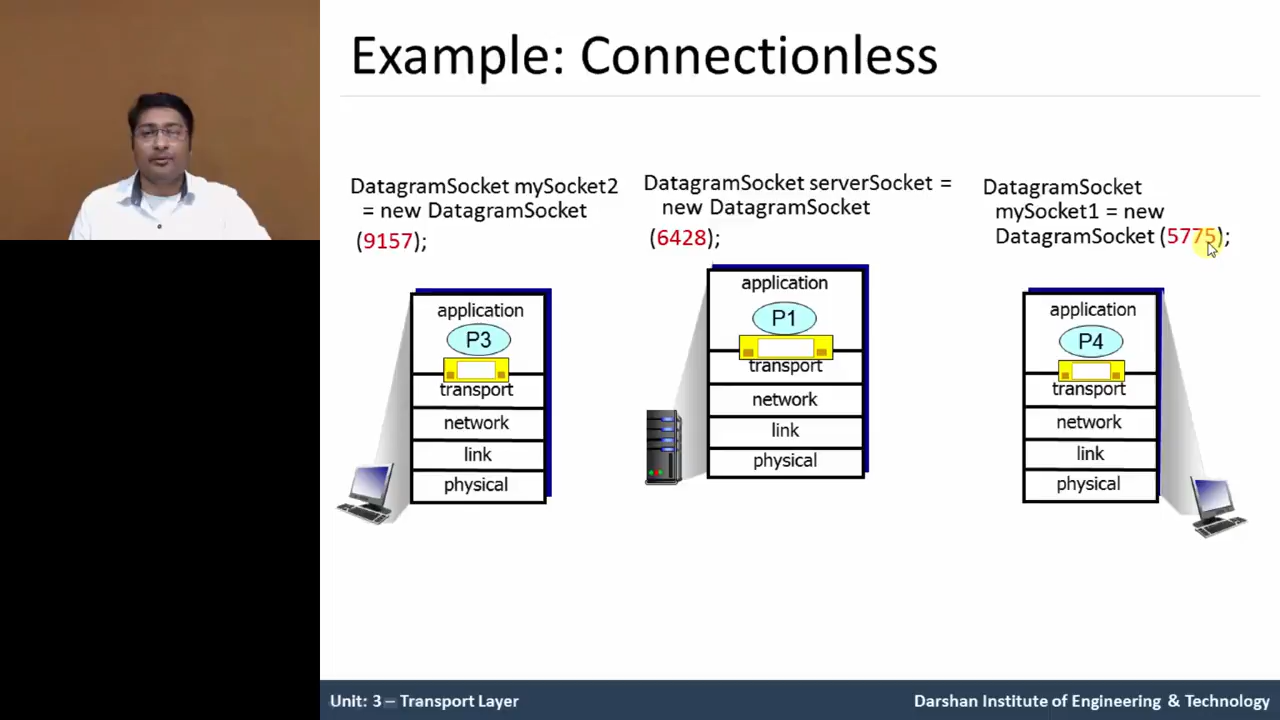 Example: Connectionless
DatagramSocket mySocket2
= new DatagramSocket
(9157);
DatagramSocket serverSocket =
new DatagramSocket
(6428);
DatagramSocket
mySocket1 = new
DatagramSocket (5775);
application
P3
transport
network
link
physical
application
P1
transport
network
link
physical
application
P4
transport
network
link
physical
Unit: 3 – Transport Layer
Darshan Institute of Engineering & Technology